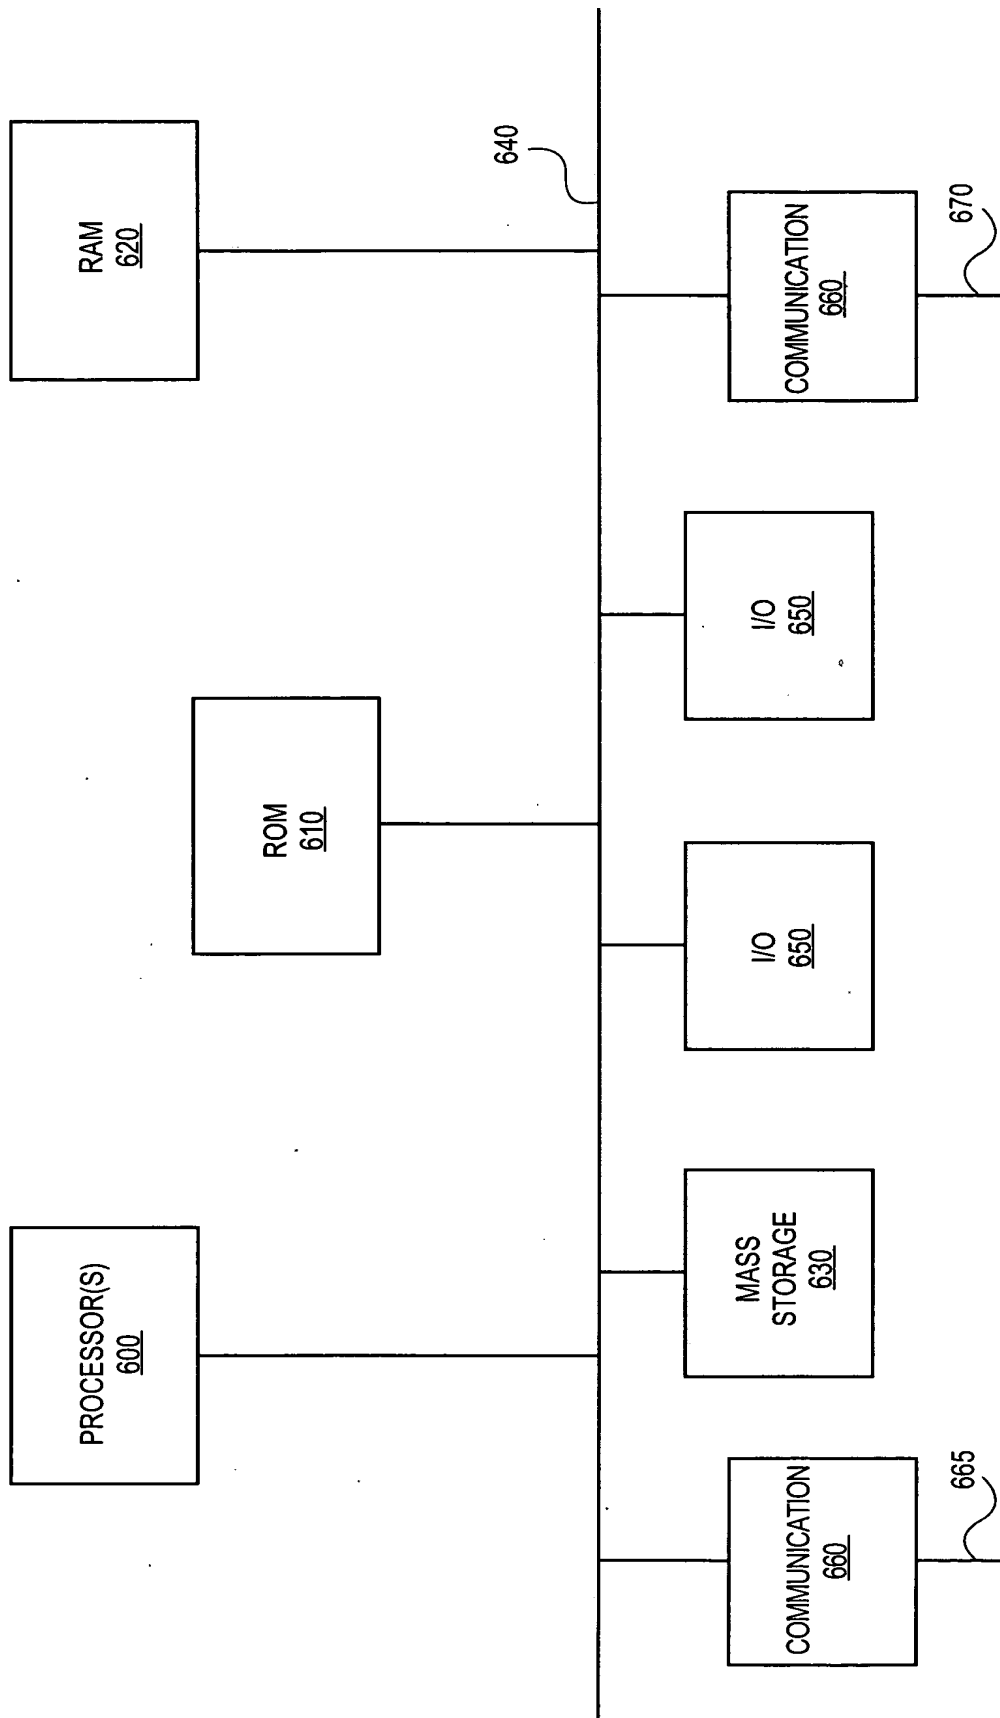 PROCESSOR(S)
600
ROM
610
RAM
620
640
COMMUNICATION
660
665
MASS
STORAGE
630
I/O
650
I/O
650
COMMUNICATION
660
670